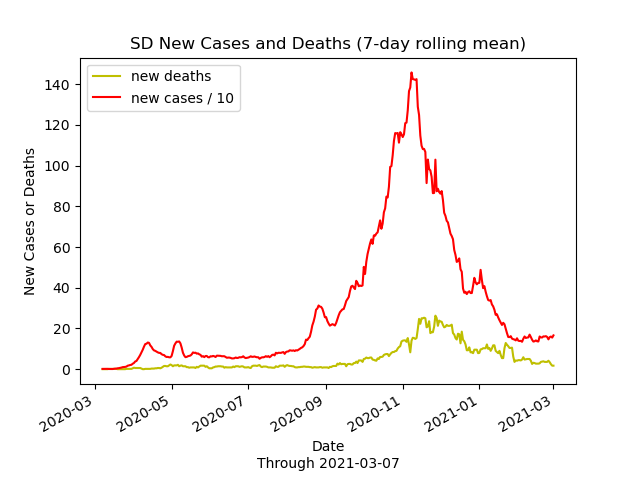 SD New Cases and Deaths (7-day rolling mean)
new deaths
new cases / 10
New Cases or Deaths
140
120
100
80
60
40
20
0
2020-03
2020-05
2020-07
2020-09
2020-11
2021-01
2021-03
Date
Through 2021-03-07